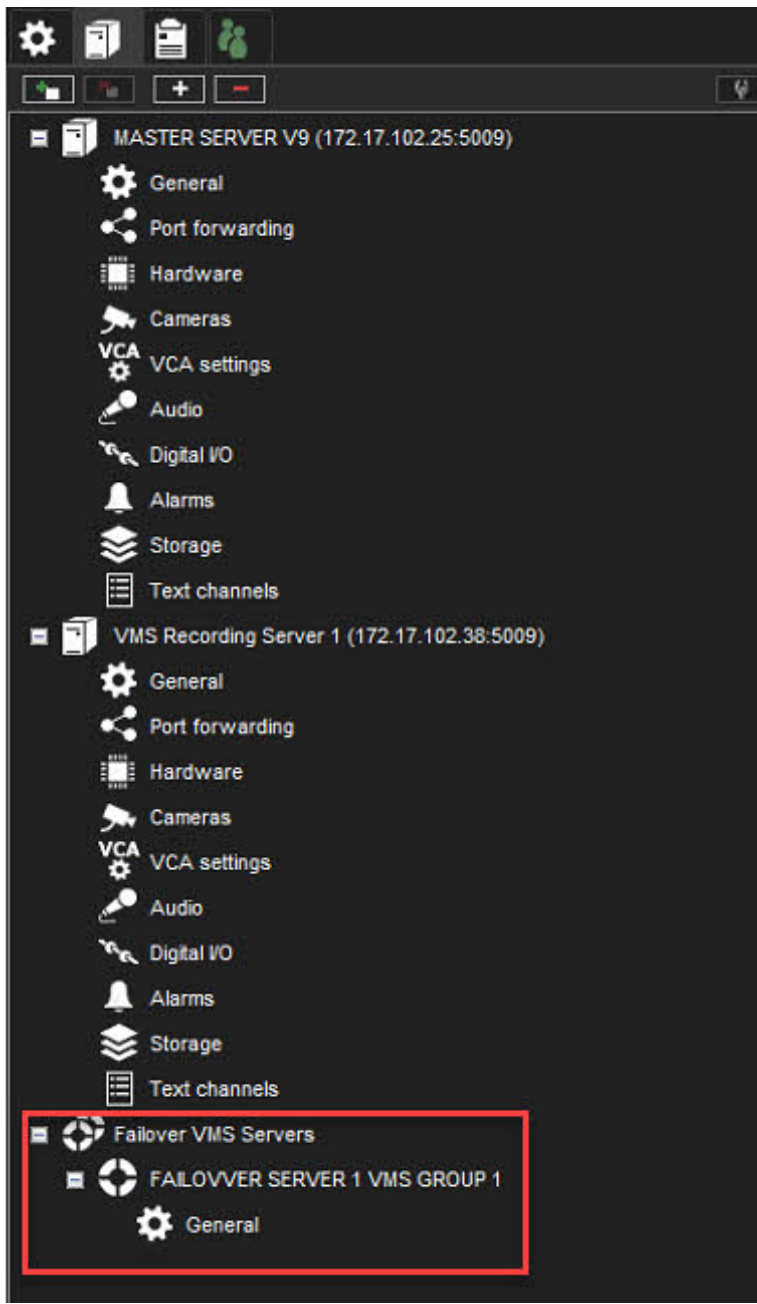 MASTER SERVER V9 (172.17.102.25:5009)
General
Port forwarding
Hardware
Cameras
VCA
VCA settings
Audio
Digital I/O
Alarms
Storage
Text channels
VMS Recording Server 1 (172.17.102.38:5009)
General
Port forwarding
Hardware
Cameras
VCA
VCA settings
Audio
Digital I/O
Alarms
Storage
Text channels
Failover VMS Servers
FAILOVVER SERVER 1 VMS GROUP 1
General